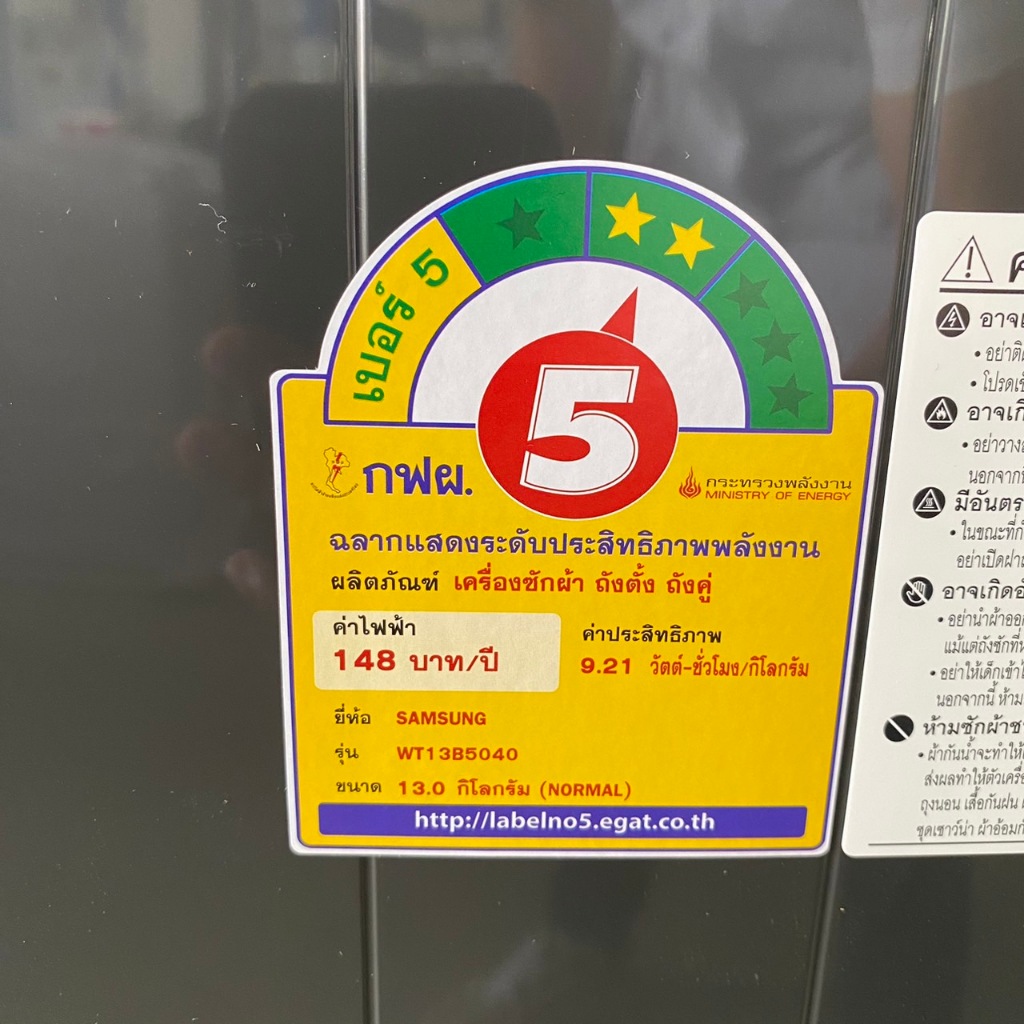 เบอร์ 5
5
กฟผ.
กระทรวงพลังงาน
MINISTRY OF ENERGY
ฉลากแสดงระดับประสิทธิภาพพลังงาน
ผลิตภัณฑ์ เครื่องซักผ้า ถังตั้ง ถังคู่
ค่าไฟฟ้า
148 บาท/ปี
ค่าประสิทธิภาพ
9.21 วัตต์-ชั่วโมง/กิโลกรัม
ยี่ห้อ SAMSUNG
รุ่น WT13B5040
ขนาด 13.0 กิโลกรัม (NORMAL)
http://labelno5.egat.co.th
อาจ
• อย่าติ
• โปรด
อาจเกิ
• อย่าวาง
นอกจาก
มีอันตร
• ในขณะที่
อย่าเปิดฝา
อาจเกิด
• อย่านำผ้าออก
แม้แต่ถังซักที่
• อย่าให้เด็กเข้า
นอกจากนี้ ห้าม
ห้ามซักผ้า
• ผ้ากันน้ำจะทำให้
ส่งผลทำให้ตัวเครื่
ถุงนอน เสื้อกันฝน
ชุดเซาว์น่า ผ้าอ้อม